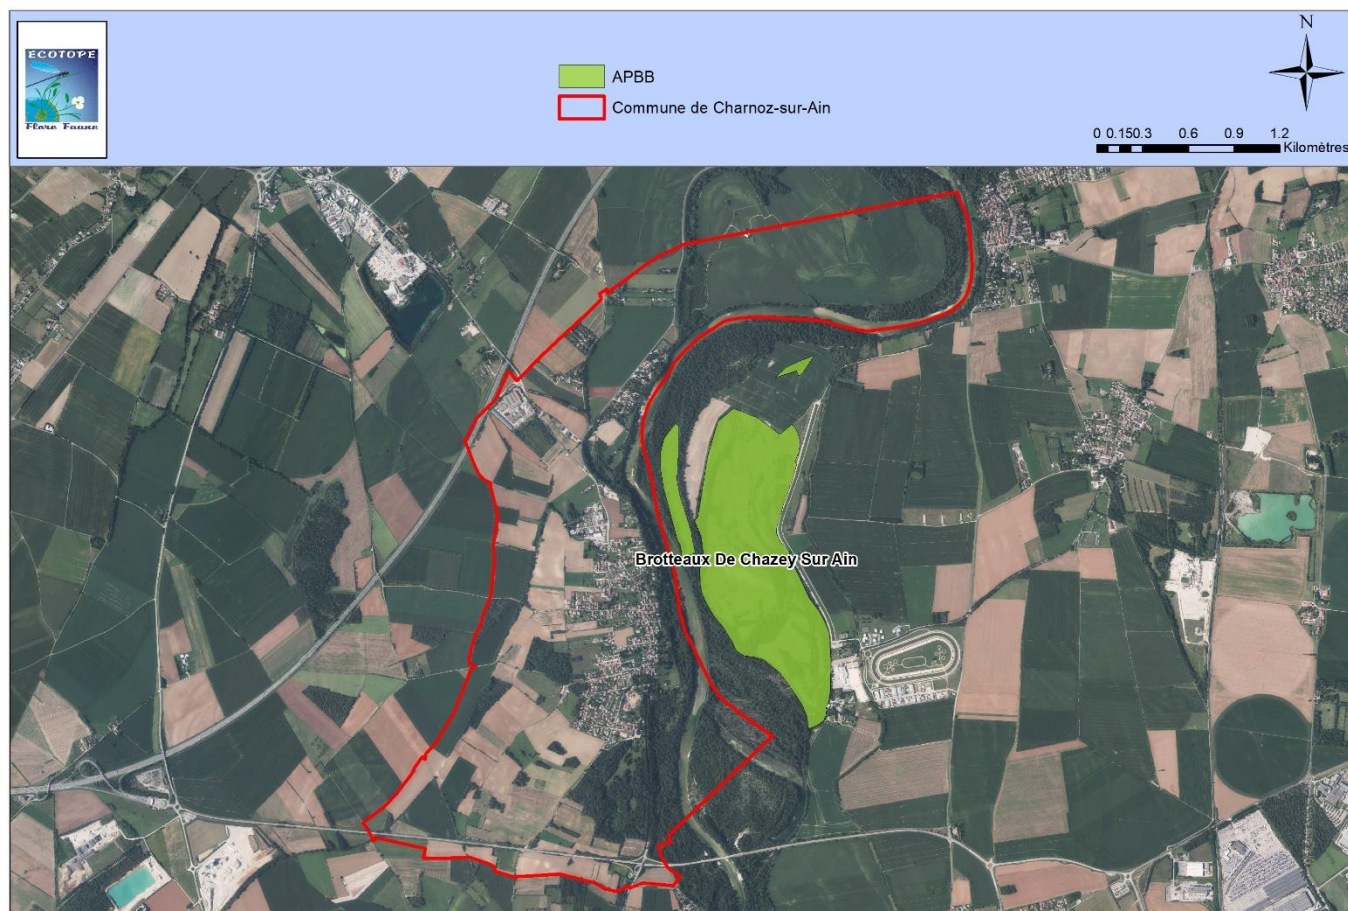 ECOTOPE
Flore Faune
APBB
Commune de Charnoz-sur-Ain
N
0 0.150.3 0.6 0.9 1.2
Kilomètres
Brotteaux De Chazey Sur Ain